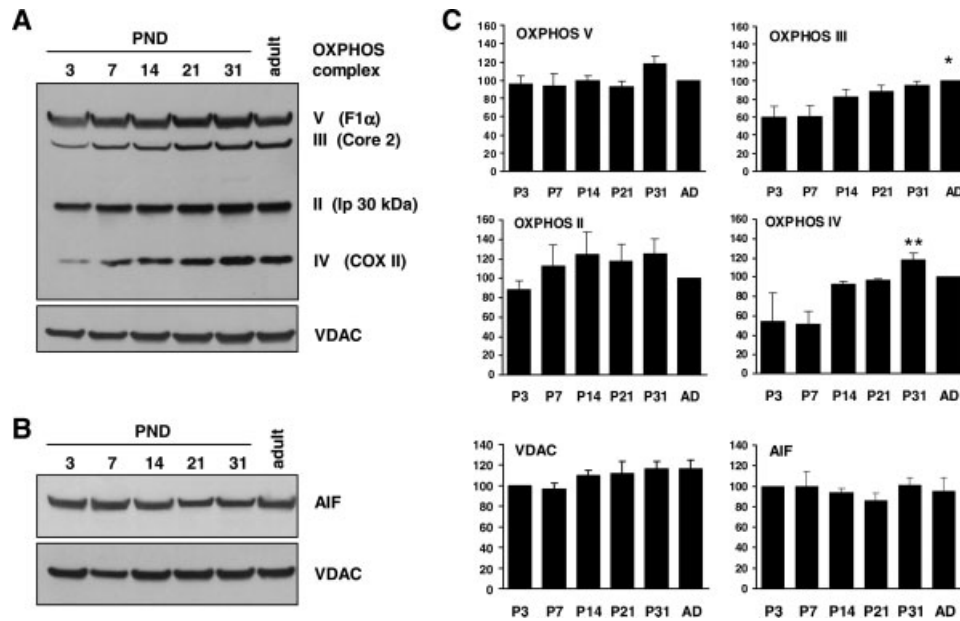 A
PND
adult
OXPHOS
complex
3 7 14 21 31
V (F1α)
III (Core 2)
II (Ip 30 kDa)
IV (COX II)
VDAC
B
PND
adult
3 7 14 21 31
AIF
VDAC
C
OXPHOS V
160
140
120
100
80
60
40
20
0
P3 P7 P14 P21 P31 AD
OXPHOS III
*
160
140
120
100
80
60
40
20
0
P3 P7 P14 P21 P31 AD
OXPHOS II
160
140
120
100
80
60
40
20
0
P3 P7 P14 P21 P31 AD
OXPHOS IV
**
160
140
120
100
80
60
40
20
0
P3 P7 P14 P21 P31 AD
VDAC
160
140
120
100
80
60
40
20
0
P3 P7 P14 P21 P31 AD
AIF
160
140
120
100
80
60
40
20
0
P3 P7 P14 P21 P31 AD